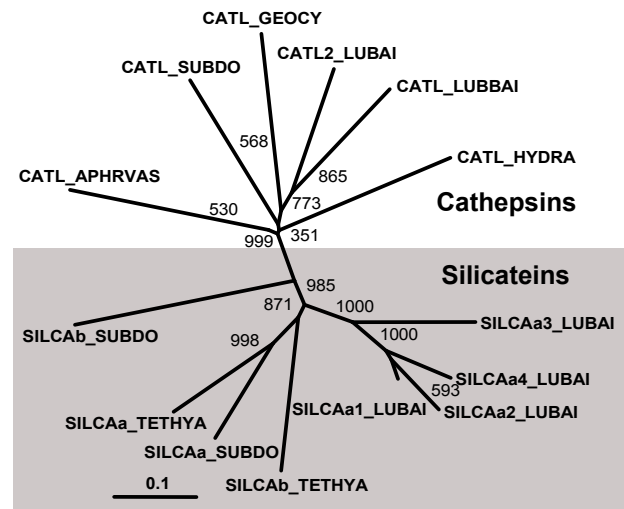 CATL_GEOCY
CATL2_LUBAI
CATL_SUBDO
CATL_LUBBAI
568
865
CATL_HYDRA
CATL_APHRVAS
530
773
Cathepsins
999
351
985
Silicateins
871
1000
SILCAb_SUBDO
998
1000
SILCAa3_LUBAI
593
SILCAa4_LUBAI
SILCAa1_LUBAI
SILCAa2_LUBAI
SILCAa_TETHYA
SILCAa_SUBDO
0.1
SILCAb_TETHYA